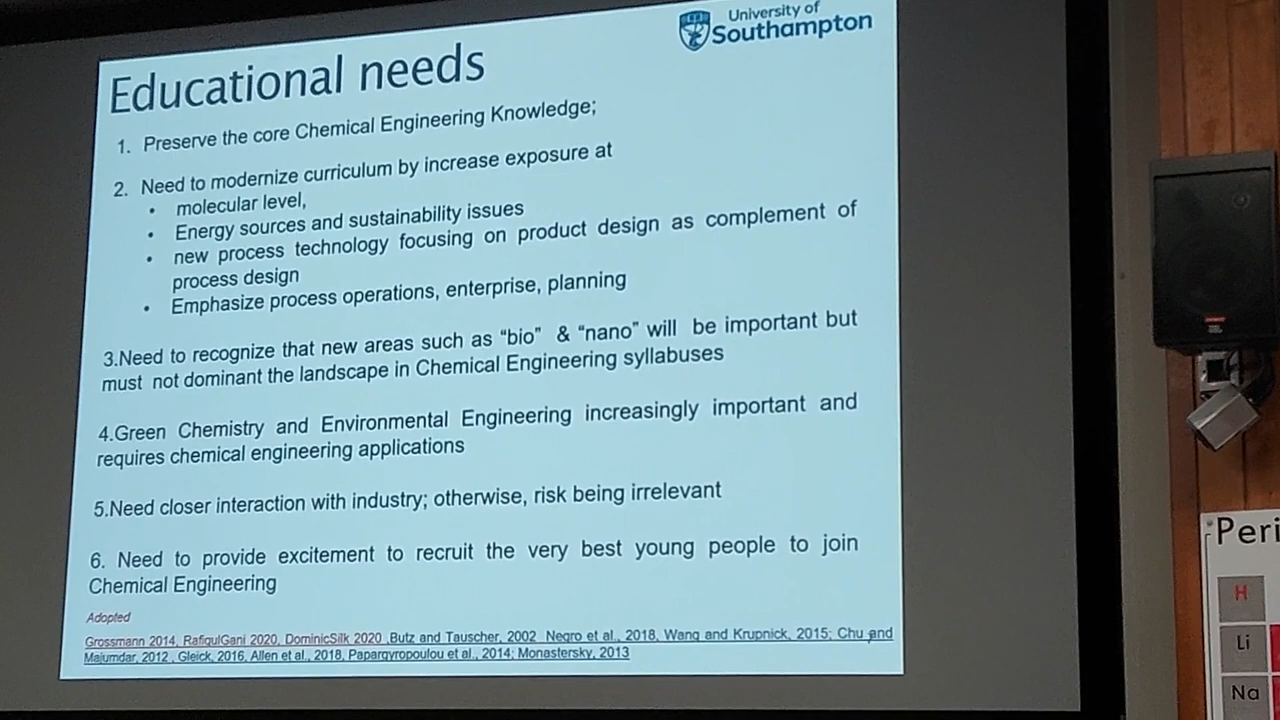 University of
Southampton
Educational needs
1. Preserve the core Chemical Engineering Knowledge;
2. Need to modernize curriculum by increase exposure at
• molecular level,
• Energy sources and sustainability issues
• new process technology focusing on product design as complement of
process design
• Emphasize process operations, enterprise, planning
3.Need to recognize that new areas such as “bio” & “nano” will be important but
must not dominant the landscape in Chemical Engineering syllabuses
4.Green Chemistry and Environmental Engineering increasingly important and
requires chemical engineering applications
5.Need closer interaction with industry; otherwise, risk being irrelevant
6. Need to provide excitement to recruit the very best young people to join
Chemical Engineering
Adopted
Grossmann 2014, RafiqulGani 2020, DominicSilk 2020 ,Butz and Tauscher, 2002 Negro et al., 2018, Wang and Krupnick, 2015; Chu and
Majumdar, 2012 , Gleick, 2016, Allen et al., 2018, Papargyropoulou et al., 2014; Monastersky, 2013
Peri
H
Li
Na